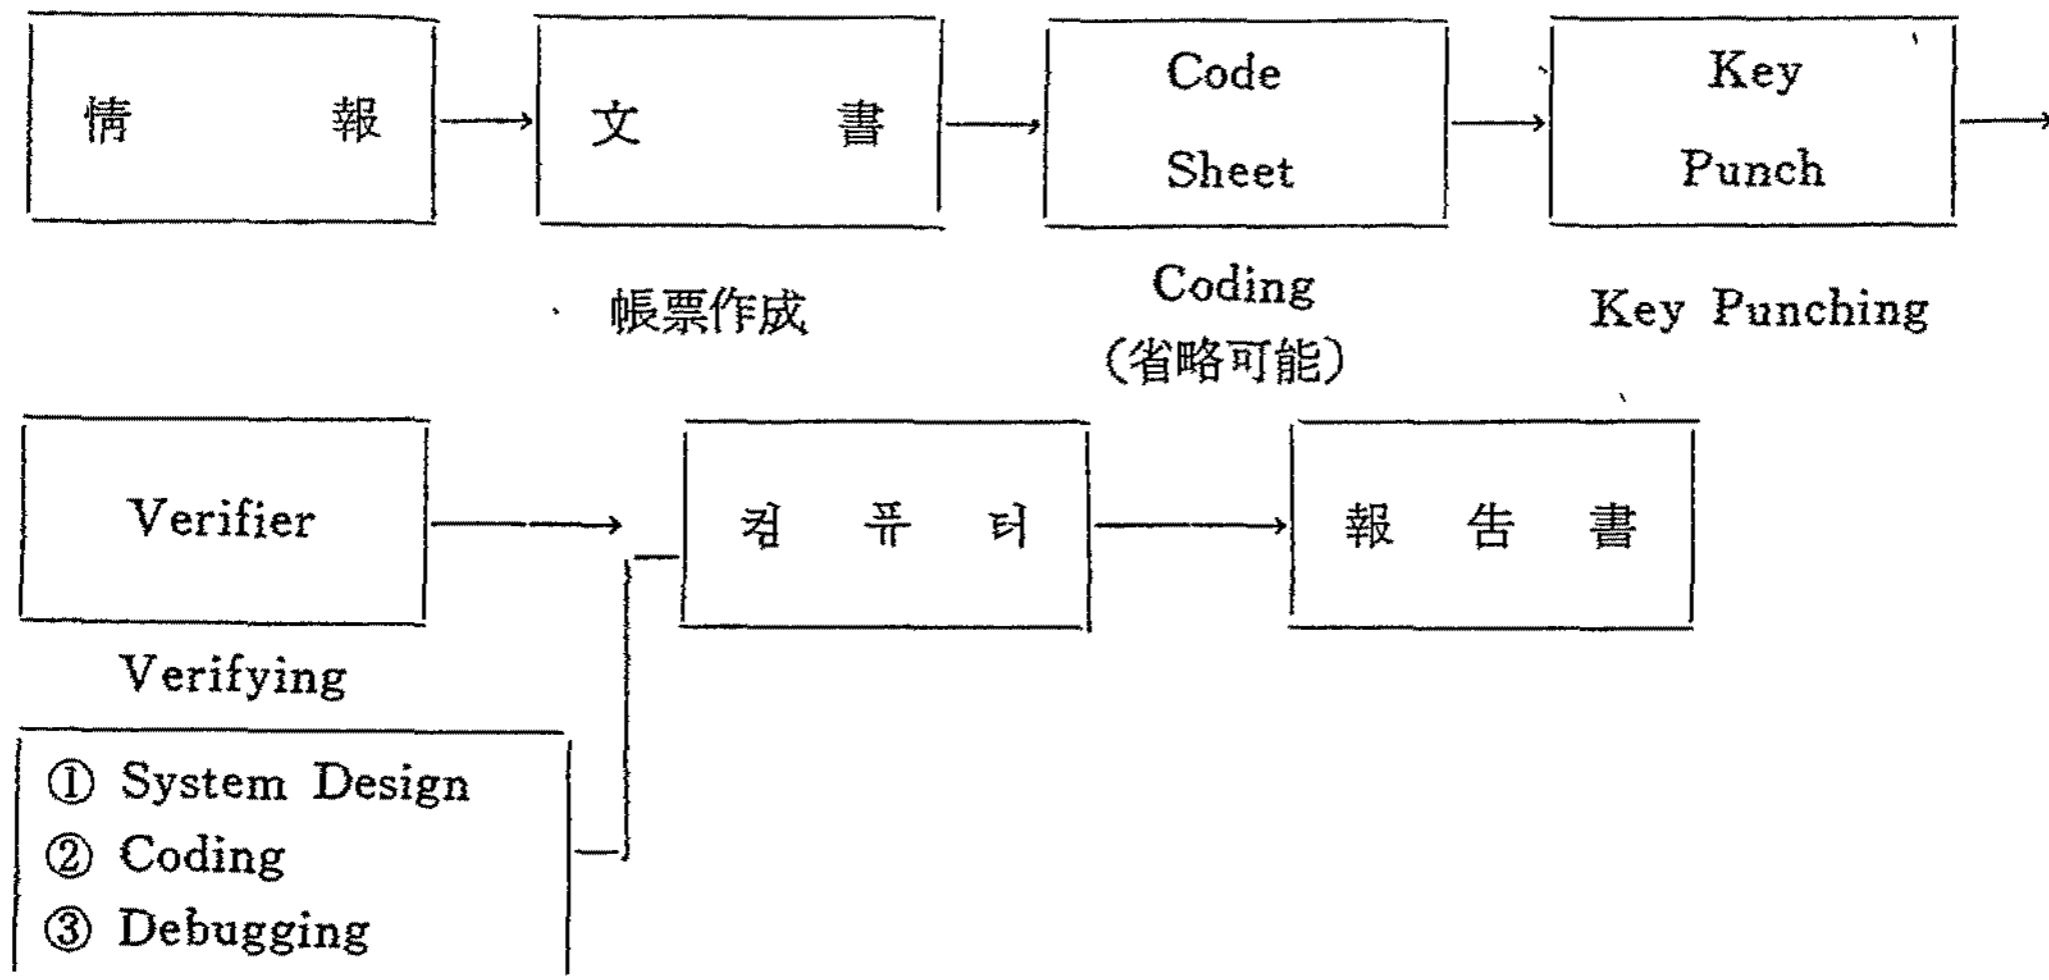 情 報
文 書
Code
Sheet
Key
Punch
帳票作成
Coding
(省略可能)
Key Punching
Verifier
컴 퓨 터
報 告 書
Verifying
① System Design
② Coding
③ Debugging